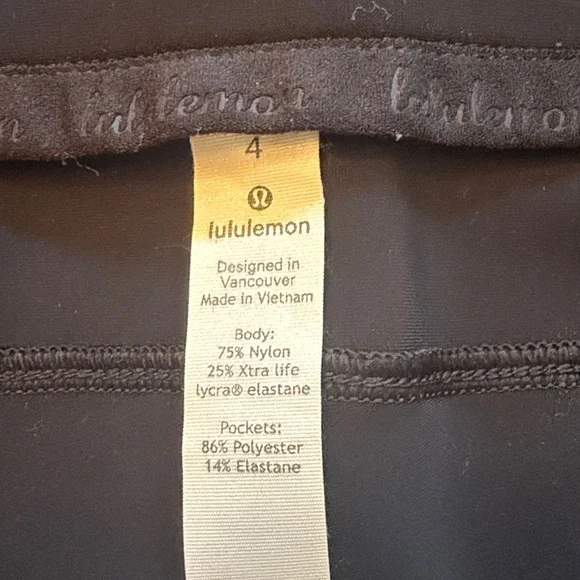 n lululemon lululemo
4
lululemon
Designed in
Vancouver
Made in Vietnam
Body:
75% Nylon
25% Xtra life
lycra® elastane
Pockets:
86% Polyester
14% Elastane